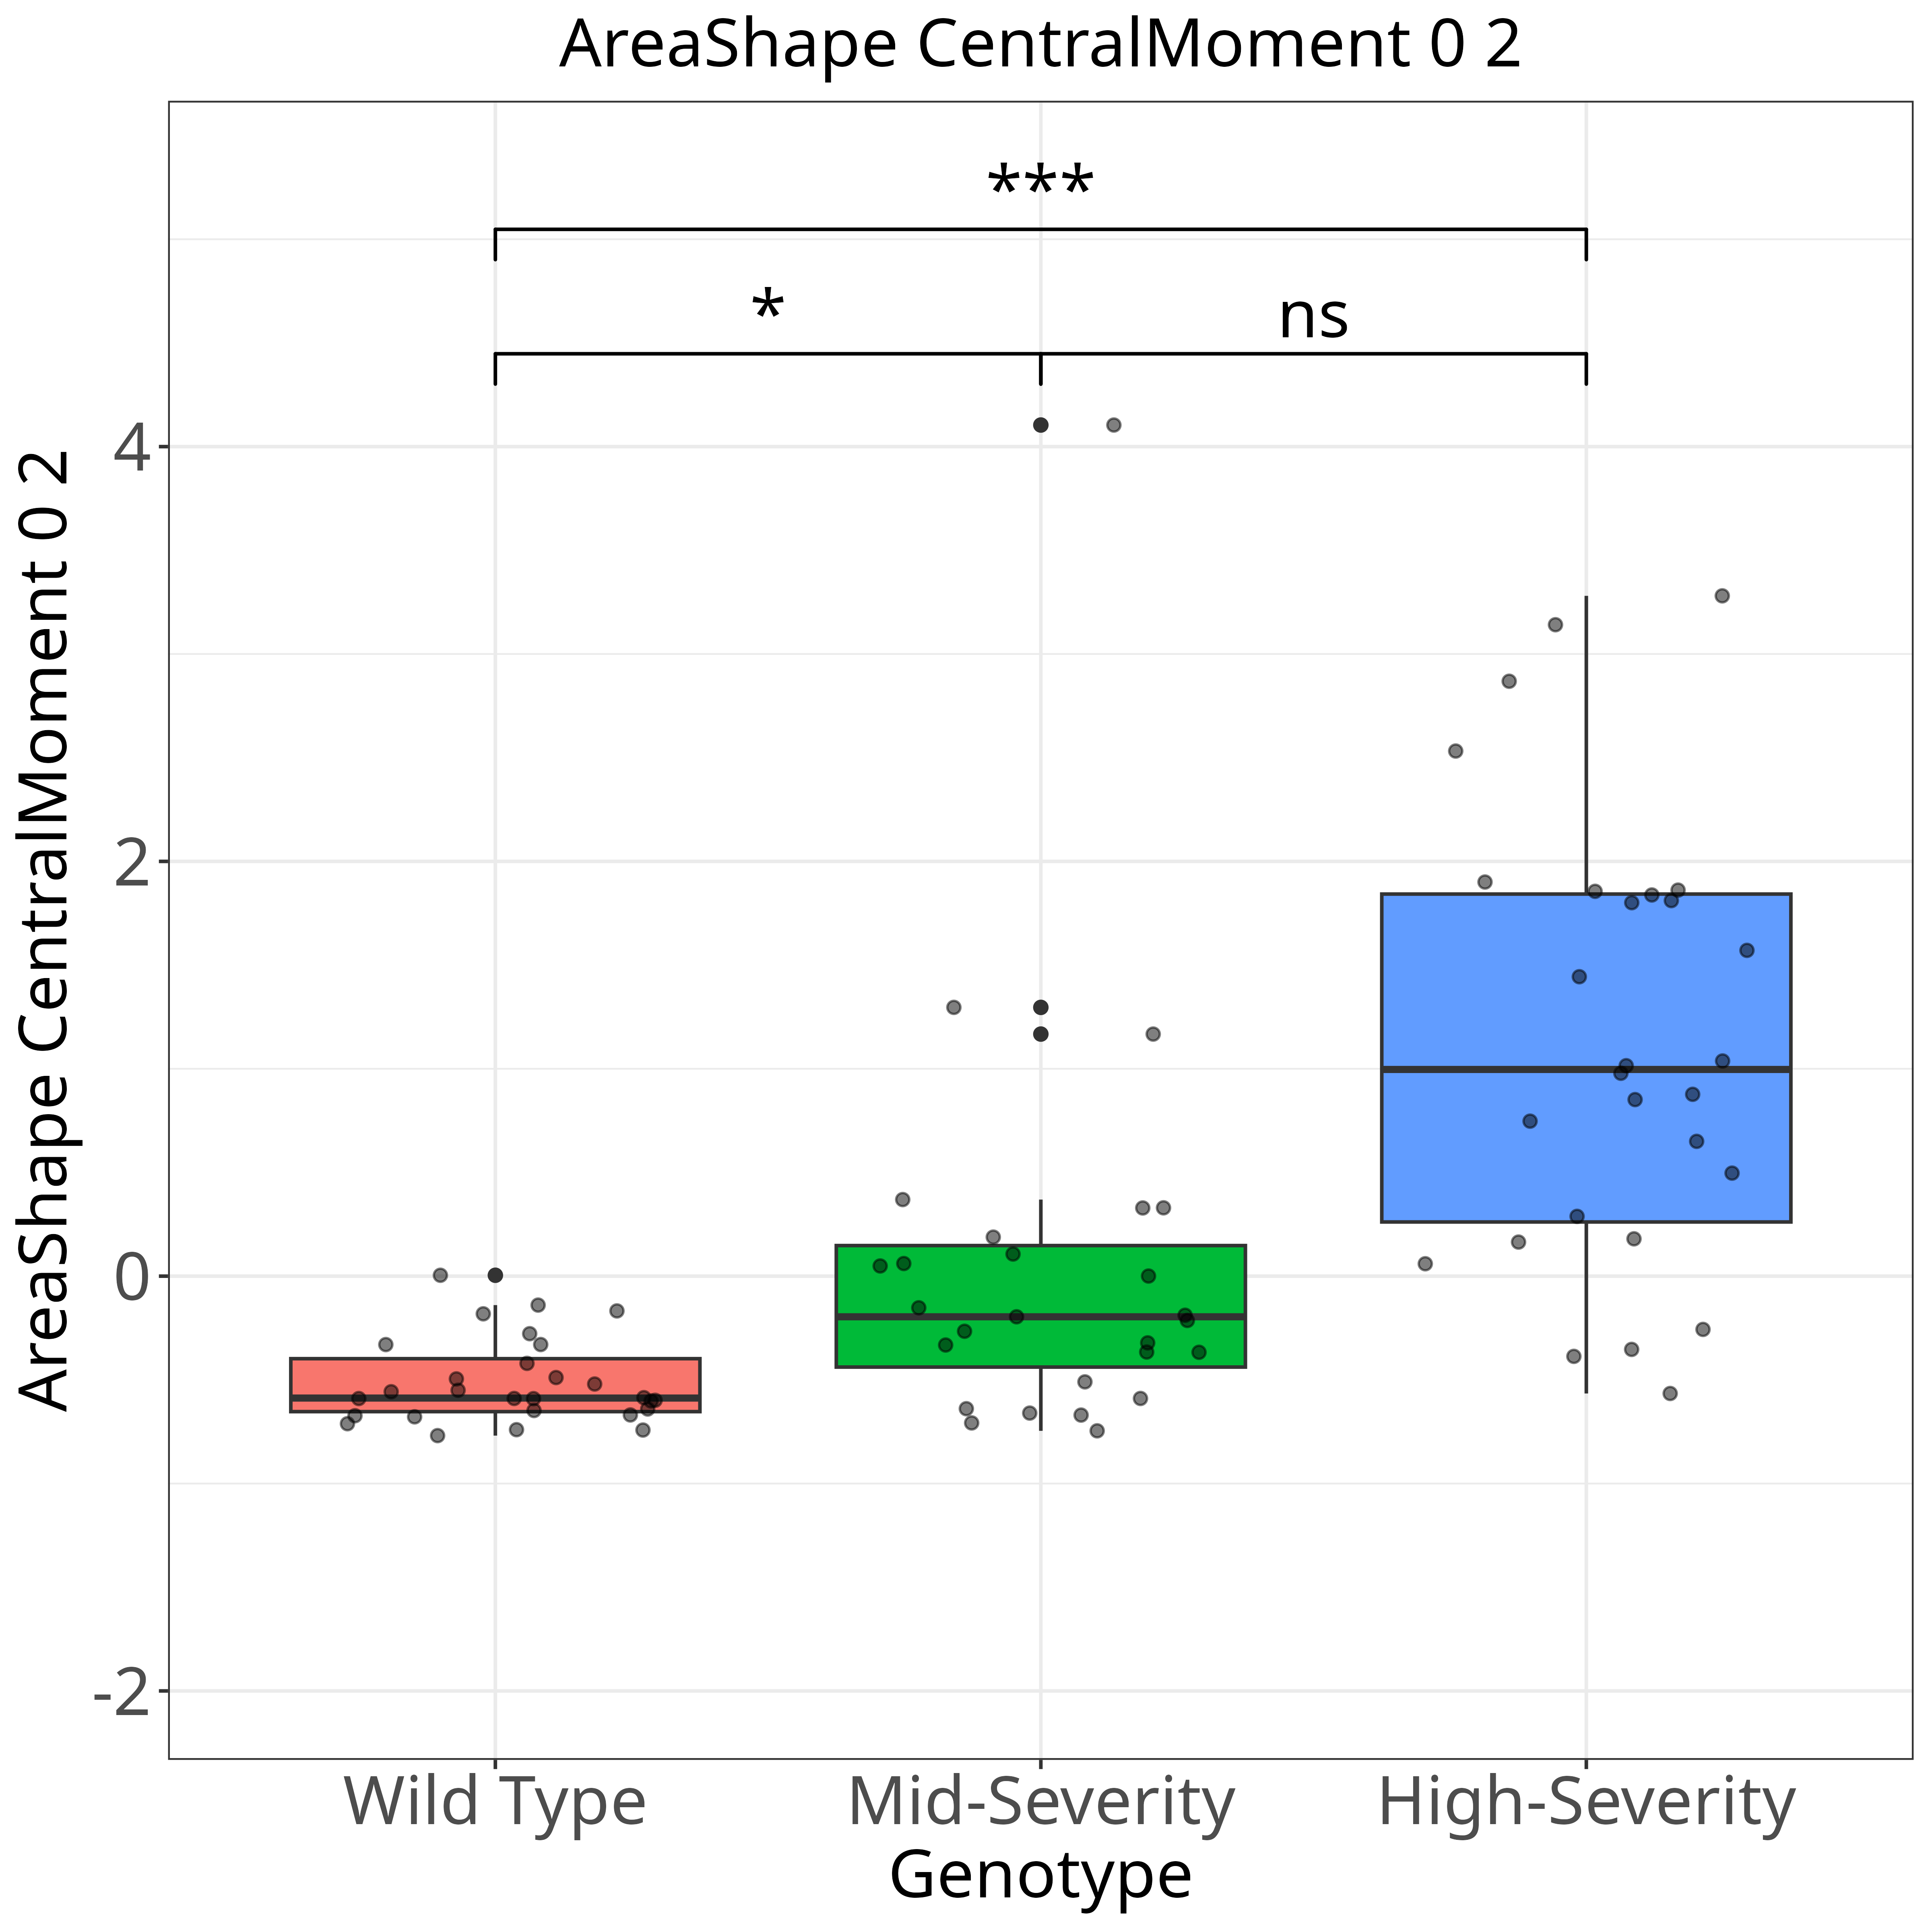 AreaShape CentralMoment 0 2
***
*
ns
AreaShape CentralMoment 0 2
4
2
0
-2
Wild Type
Mid-Severity
High-Severity
Genotype